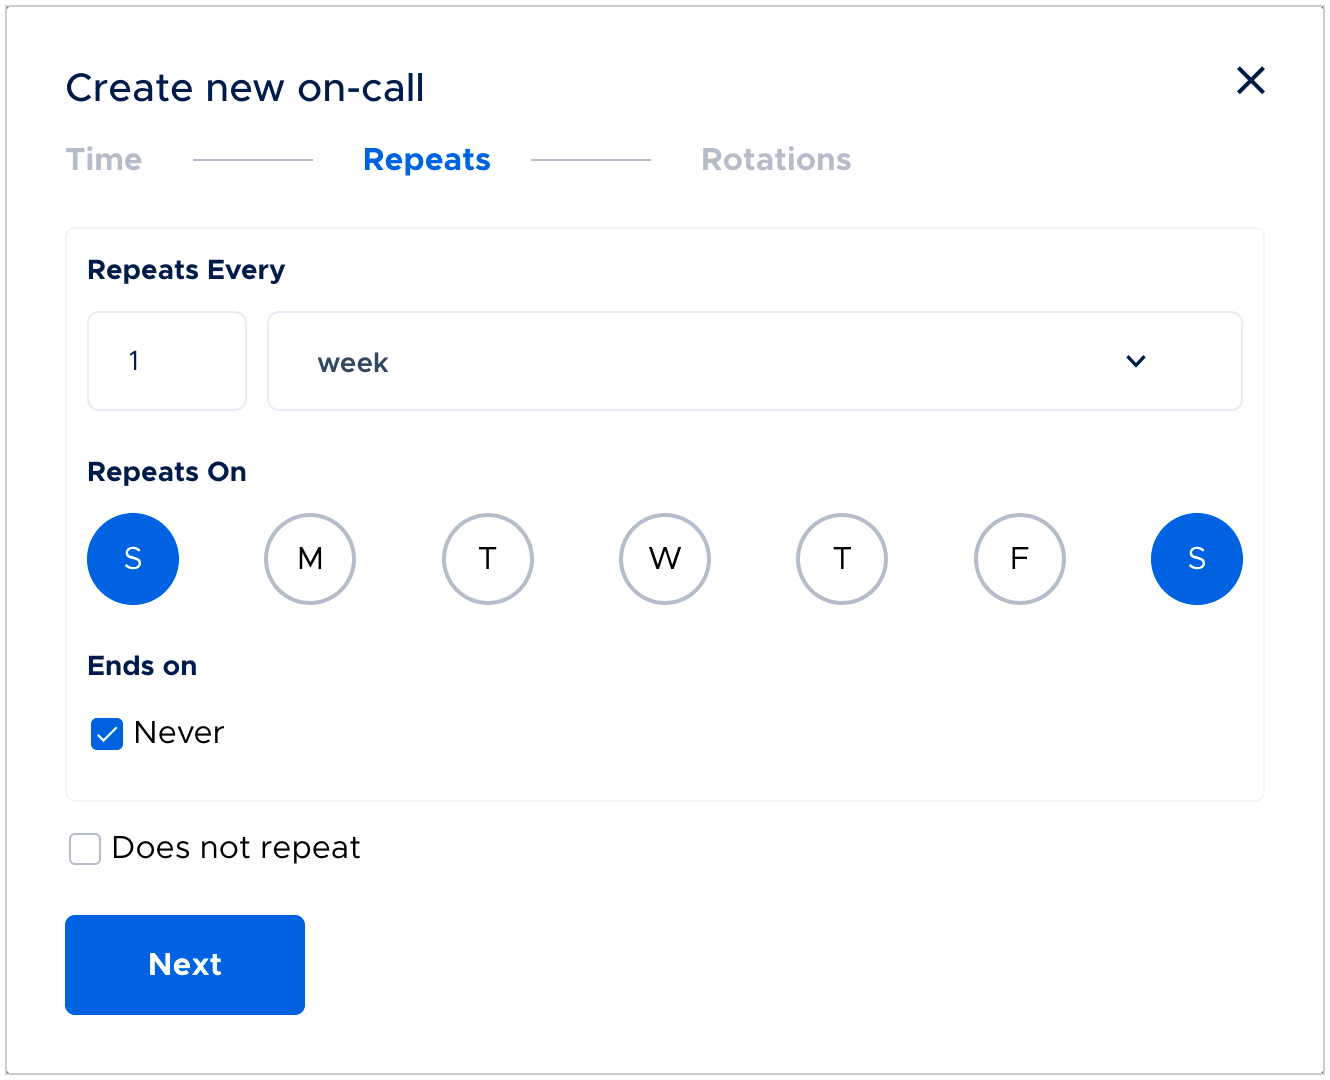 Create new on-call
Time Repeats Rotations
Repeats Every
1 week
Repeats On
S M T W T F S
Ends on
Never
Does not repeat
Next